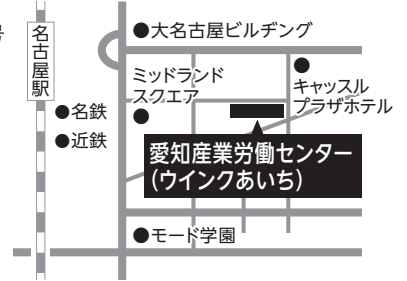 号
名古屋駅
●大名古屋ビルヂング
ミッドランド
スクエア
●
●
キャッスル
プラザホテル
●名鉄
●近鉄
愛知産業労働センター
(ウインクあいち)
●モード学園